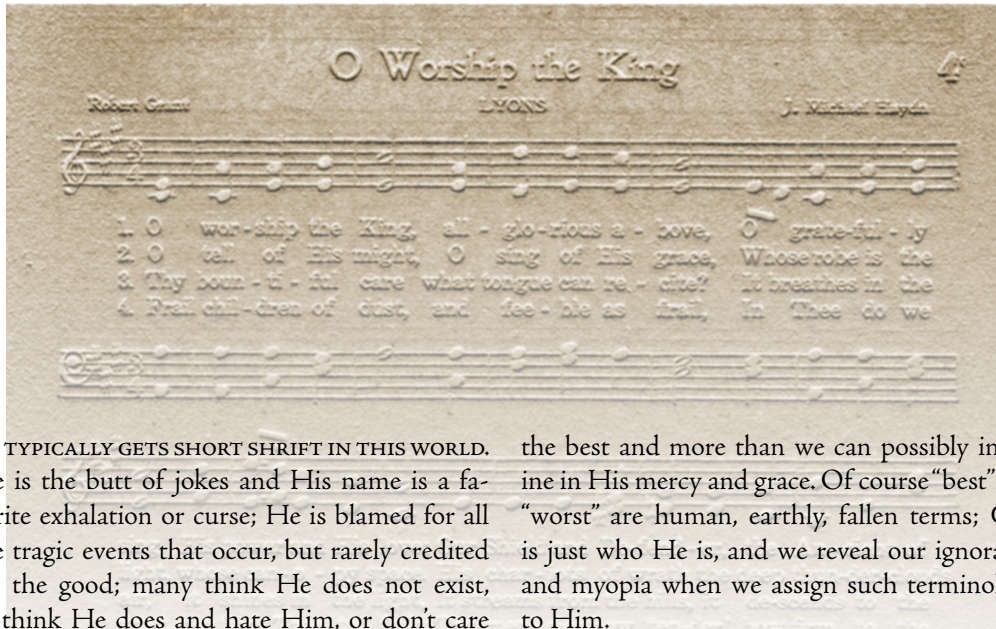 O Worship the King
4
Robert Grant
LYONS
J. Michael Haydn
1. O wor - ship the King, all - glo - rious a - bove, O grate - ful - ly
2. O tell of His might, O sing of His grace, Whose robe is the
3. Thy boun - ti - ful care what tongue can re - cite? It breathes in the
4. Frail chil - dren of dust, and fee - ble as frail, In Thee do we
TYPICALLY GETS SHORT SHRIFT IN THIS WORLD.
is the butt of jokes and His name is a fa-
rite exhalation or curse; He is blamed for all
tragic events that occur, but rarely credited
the good; many think He does not exist,
think He does and hate Him, or don't care
the best and more than we can possibly in
ine in His mercy and grace. Of course “best”
“worst” are human, earthly, fallen terms;
is just who He is, and we reveal our ignora
and myopia when we assign such terminol
to Him.